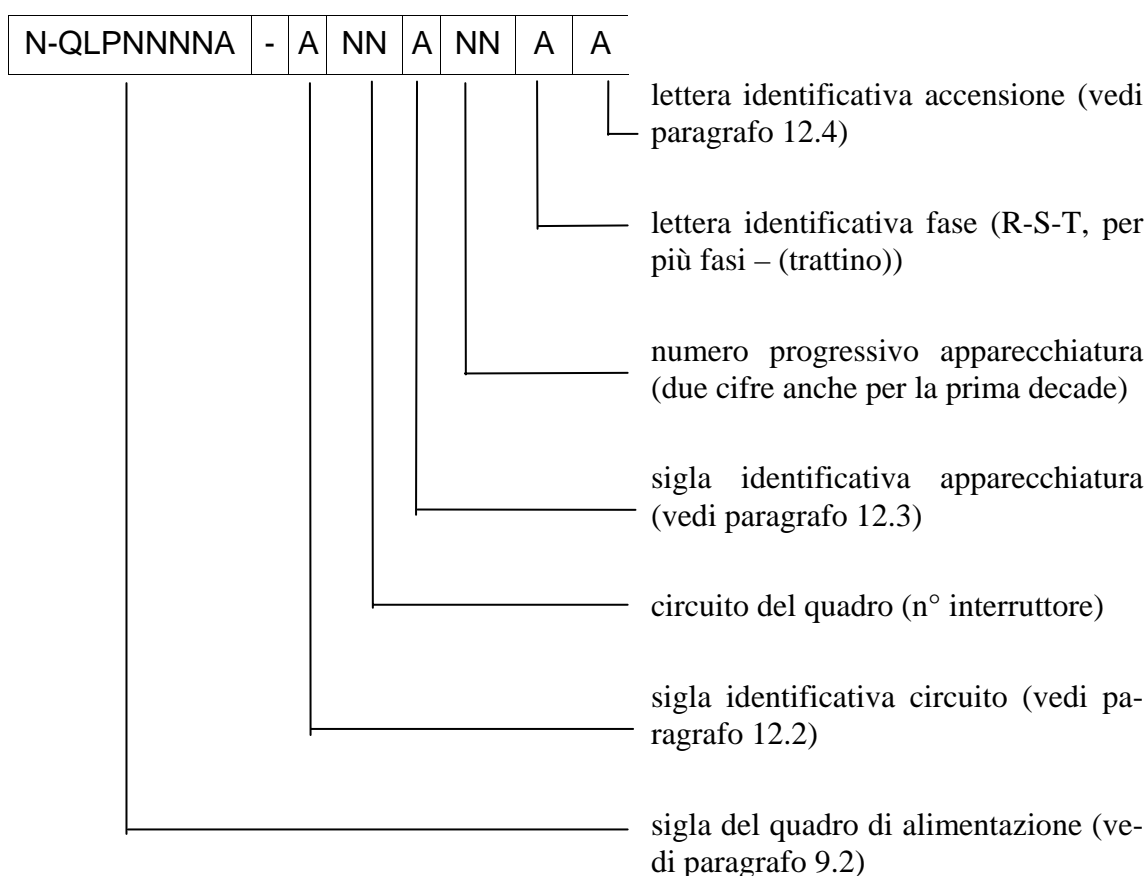 N-QLPNNNNA - A NN A NN A A
lettera identificativa accensione (vedi
paragrafo 12.4)
lettera identificativa fase (R-S-T, per
più fasi – (trattino))
numero progressivo apparecchiatura
(due cifre anche per la prima decade)
sigla identificativa apparecchiatura
(vedi paragrafo 12.3)
circuito del quadro (n° interruttore)
sigla identificativa circuito (vedi pa-
ragrafo 12.2)
sigla del quadro di alimentazione (ve-
di paragrafo 9.2)